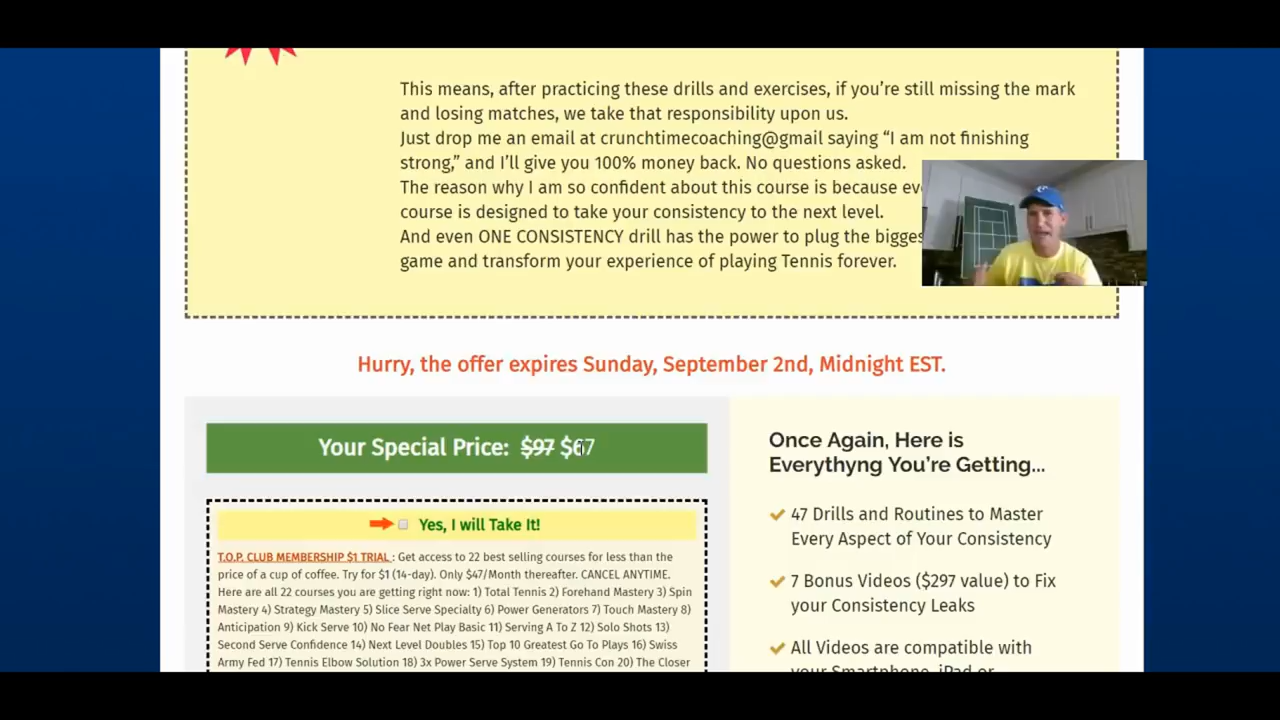 This means, after practicing these drills and exercises, if you're still missing the mark
and losing matches, we take that responsibility upon us.
Just drop me an email at crunchtimecoaching@gmail saying “I am not finishing
strong,” and I'll give you 100% money back. No questions asked.
The reason why I am so confident about this course is because
course is designed to take your consistency to the next level.
And even ONE CONSISTENCY drill has the power to plug the
game and transform your experience of playing Tennis forever.
Hurry, the offer expires Sunday, September 2nd, Midnight EST.
Your Special Price: $97 $67
Yes, I will Take It!
T.O.P. CLUB MEMBERSHIP $1 TRIAL : Get access to 22 best selling courses for less than the
price of a cup of coffee. Try for $1 (14-day). Only $47/Month thereafter. CANCEL ANYTIME.
Here are all 22 courses you are getting right now: 1) Total Tennis 2) Forehand Mastery 3) Spin
Mastery 4) Strategy Mastery 5) Slice Serve Specialty 6) Power Generators 7) Touch Mastery 8)
Anticipation 9) Kick Serve 10) No Fear Net Play Basic 11) Serving A To Z 12) Solo Shots 13)
Second Serve Confidence 14) Next Level Doubles 15) Top 10 Greatest Go To Plays 16) Swiss
Army Fed 17) Tennis Elbow Solution 18) 3x Power Serve System 19) Tennis Con 20) The Closer
Once Again, Here is
Everythyng You're Getting...
47 Drills and Routines to Master
Every Aspect of Your Consistency
7 Bonus Videos ($297 value) to Fix
your Consistency Leaks
All Videos are compatible with
your Smartphone, iPad or